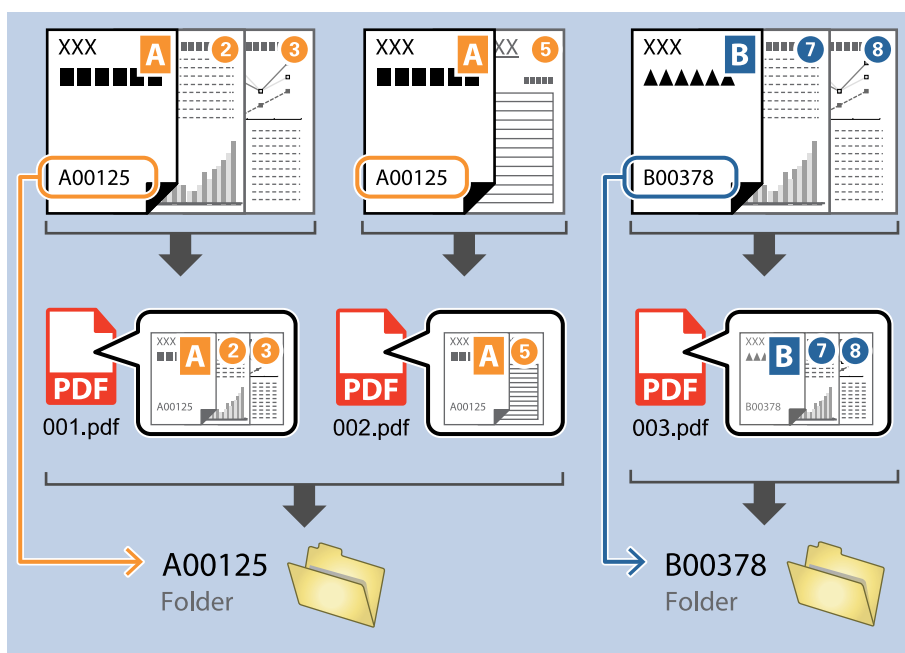 XXX A 2 3
A00125
XXX A XX 5
A00125
XXX B 7 8
B00378
PDF
001.pdf
XXX A 2 3
A00125
PDF
002.pdf
XXX A 5
A00125
PDF
003.pdf
XXX B 7 8
B00378
A00125
Folder
B00378
Folder